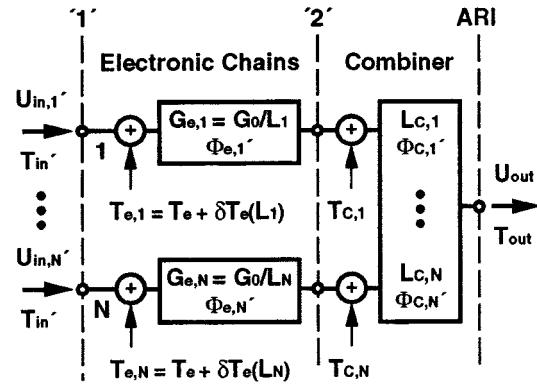 '1' '2' ARI
Electronic Chains Combiner
Uin,1'
Tin'
1
Ge,1 = G0/L1
Φe,1'
Te,1 = Te + δTe(L1)
TC,1
LC,1
ΦC,1'
Uout
Tout
Uin,N'
Tin'
N
Ge,N = G0/LN
Φe,N'
Te,N = Te + δTe(LN)
TC,N
LC,N
ΦC,N'